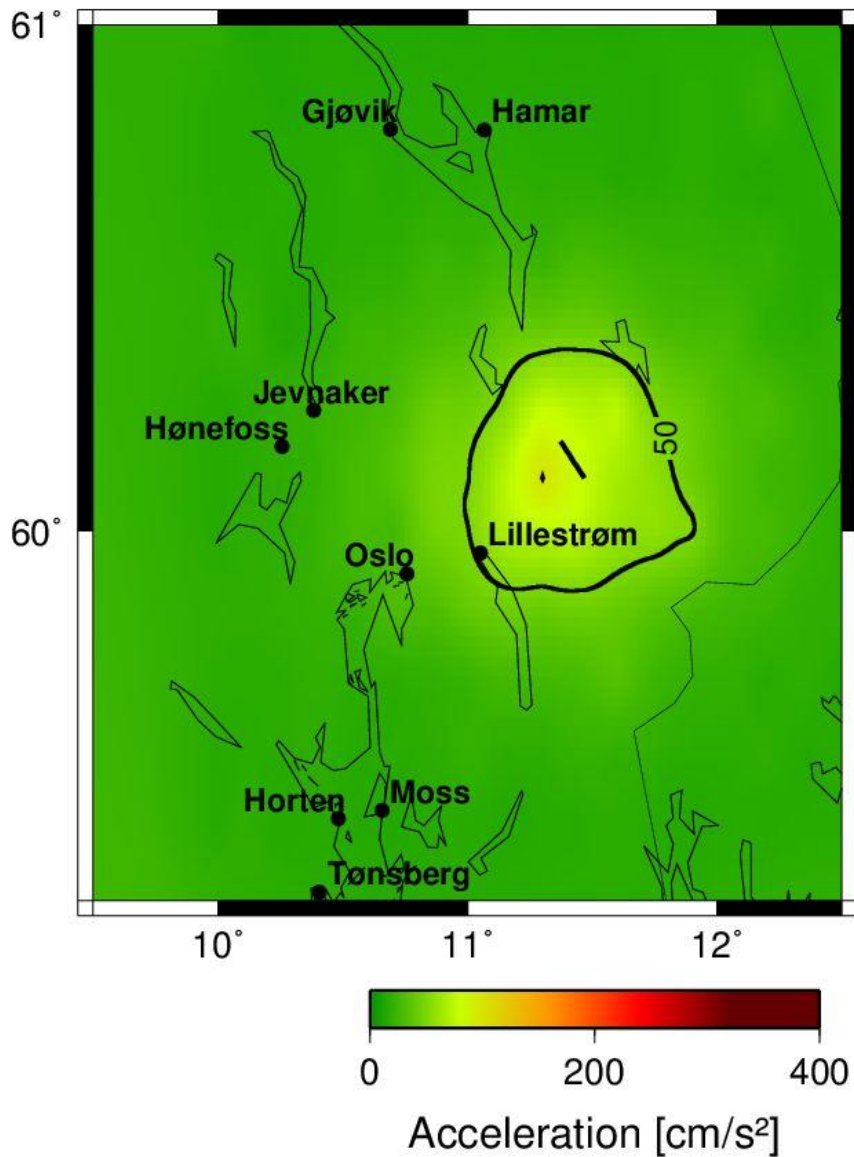 61°
Gjøvik Hamar
Jevnaker
Hønefoss
50
60°
Lillestrøm
Oslo
Horten Moss
Tønsberg
10° 11° 12°
0 200 400
Acceleration [cm/s²]